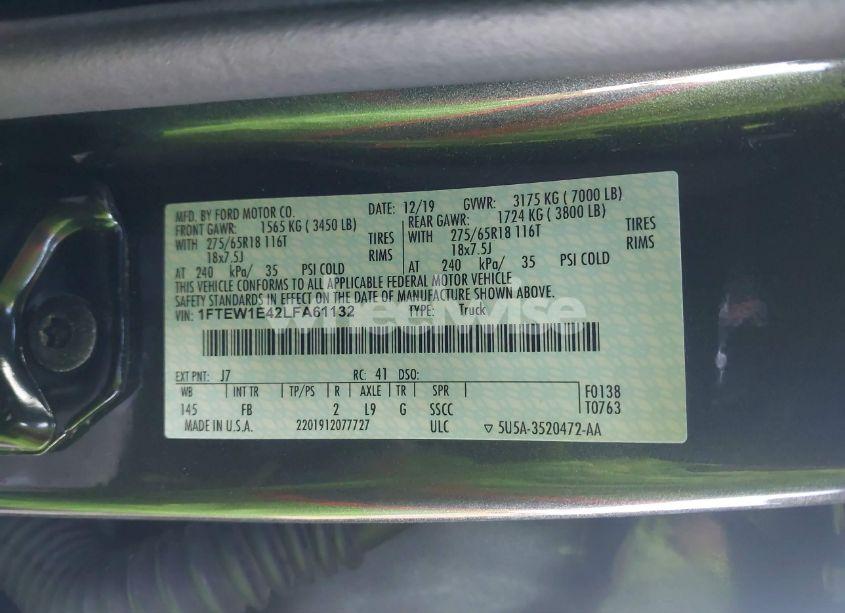 MFD. BY FORD MOTOR CO.
DATE: 12/19 GVWR: 3175 KG ( 7000 LB)
FRONT GAWR: 1565 KG ( 3450 LB)
REAR GAWR: 1724 KG ( 3800 LB)
WITH 275/65R18 116T TIRES
WITH 275/65R18 116T TIRES
18x7.5J RIMS
18x7.5J RIMS
AT 240 kPa/ 35 PSI COLD
AT 240 kPa/ 35 PSI COLD
THIS VEHICLE CONFORMS TO ALL APPLICABLE FEDERAL MOTOR VEHICLE
SAFETY STANDARDS IN EFFECT ON THE DATE OF MANUFACTURE SHOWN ABOVE.
VIN: 1FTEW1E42LFA61132 TYPE: Truck
wheelwise
EXT PNT: J7 RC: 41 DSO:
WB INT TR TP/PS R AXLE TR SPR F0138
145 FB 2 L9 G SSCC T0763
MADE IN U.S.A. 2201912077727 ULC ▽ 5U5A-3520472-AA